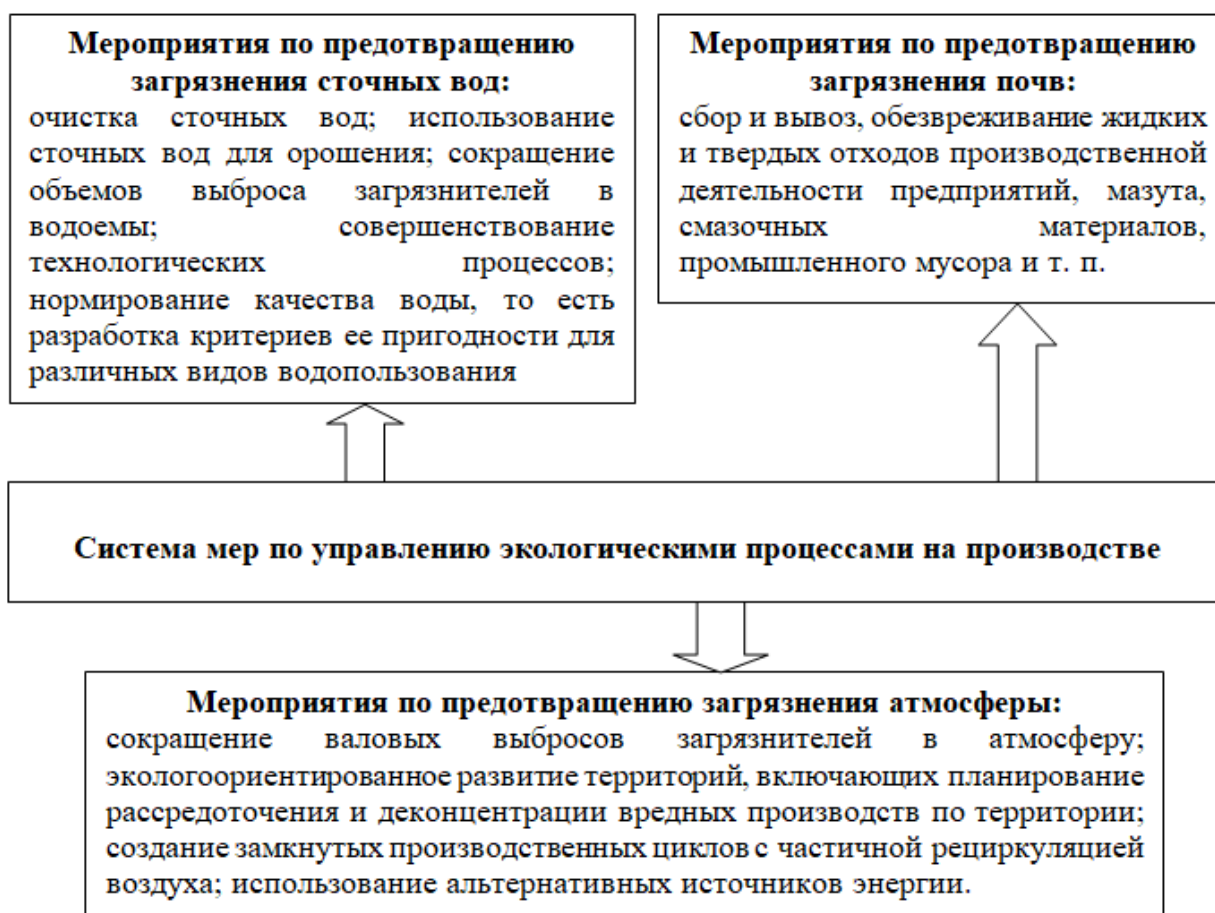 Мероприятия по предотвращению
загрязнения сточных вод:
очистка сточных вод; использование
сточных вод для орошения; сокращение
объемов выброса загрязнителей в
водоемы; совершенствование
технологических процессов;
нормирование качества воды, то есть
разработка критериев ее пригодности для
различных видов водопользования
Мероприятия по предотвращению
загрязнения почв:
сбор и вывоз, обезвреживание жидких
и твердых отходов производственной
деятельности предприятий, мазута,
смазочных материалов,
промышленного мусора и т. п.
Система мер по управлению экологическими процессами на производстве
Мероприятия по предотвращению загрязнения атмосферы:
сокращение валовых выбросов загрязнителей в атмосферу;
экологоориентированное развитие территорий, включающих планирование
рассредоточения и деконцентрации вредных производств по территории;
создание замкнутых производственных циклов с частичной рециркуляцией
воздуха; использование альтернативных источников энергии.